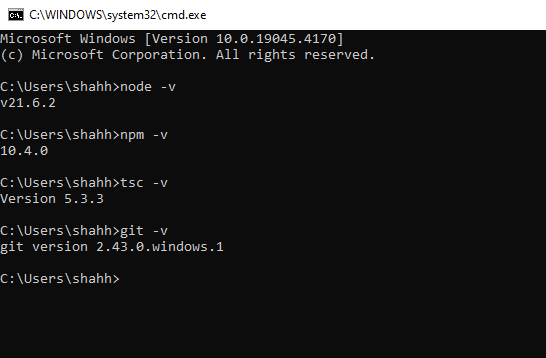 C:\WINDOWS\system32\cmd.exe
Microsoft Windows [Version 10.0.19045.4170]
(c) Microsoft Corporation. All rights reserved.
C:\Users\shahh>node -v
v21.6.2
C:\Users\shahh>npm -v
10.4.0
C:\Users\shahh>tsc -v
Version 5.3.3
C:\Users\shahh>git -v
git version 2.43.0.windows.1
C:\Users\shahh>